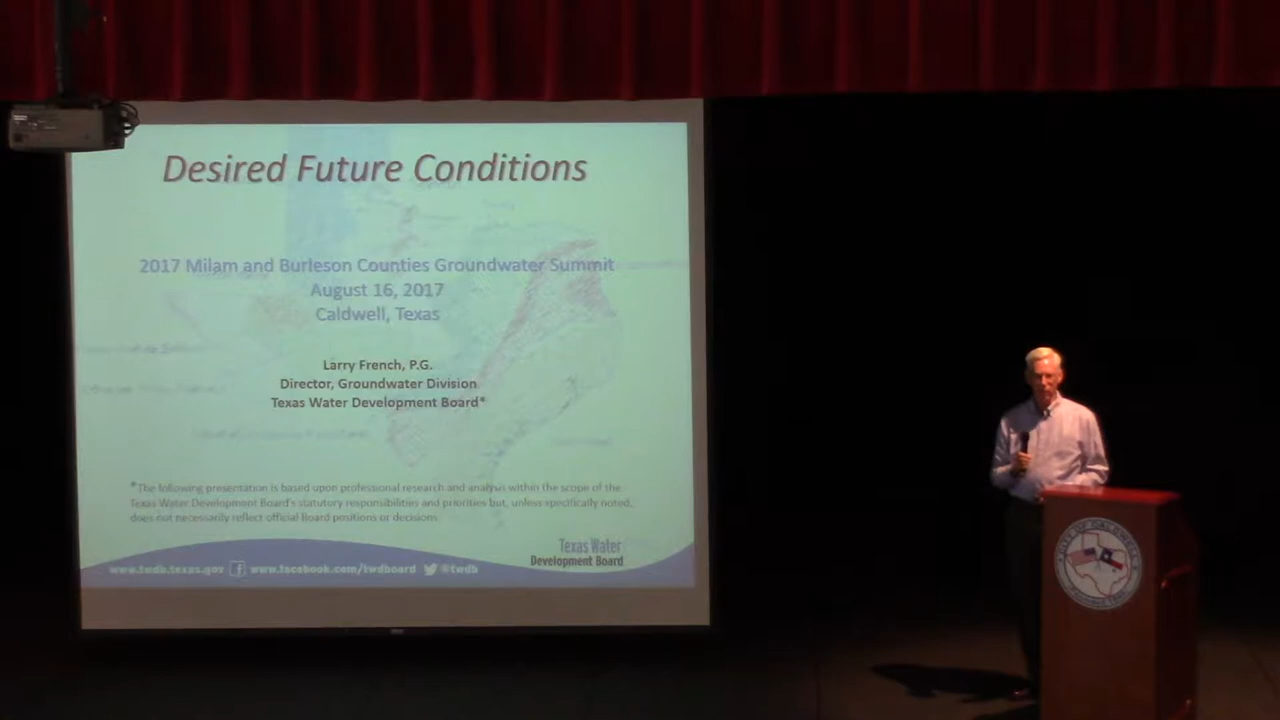 Desired Future Conditions
2017 Milam and Burleson Counties Groundwater Summit
August 16, 2017
Caldwell, Texas
Larry French, P.G.
Director, Groundwater Division
Texas Water Development Board*
*The following presentation is based upon professional research and analysis within the scope of the
Texas Water Development Board's statutory responsibilities and priorities but, unless specifically noted,
does not necessarily reflect official Board positions or decisions.
Texas Water
Development Board
www.twdb.texas.gov f www.facebook.com/twdboard @twdb